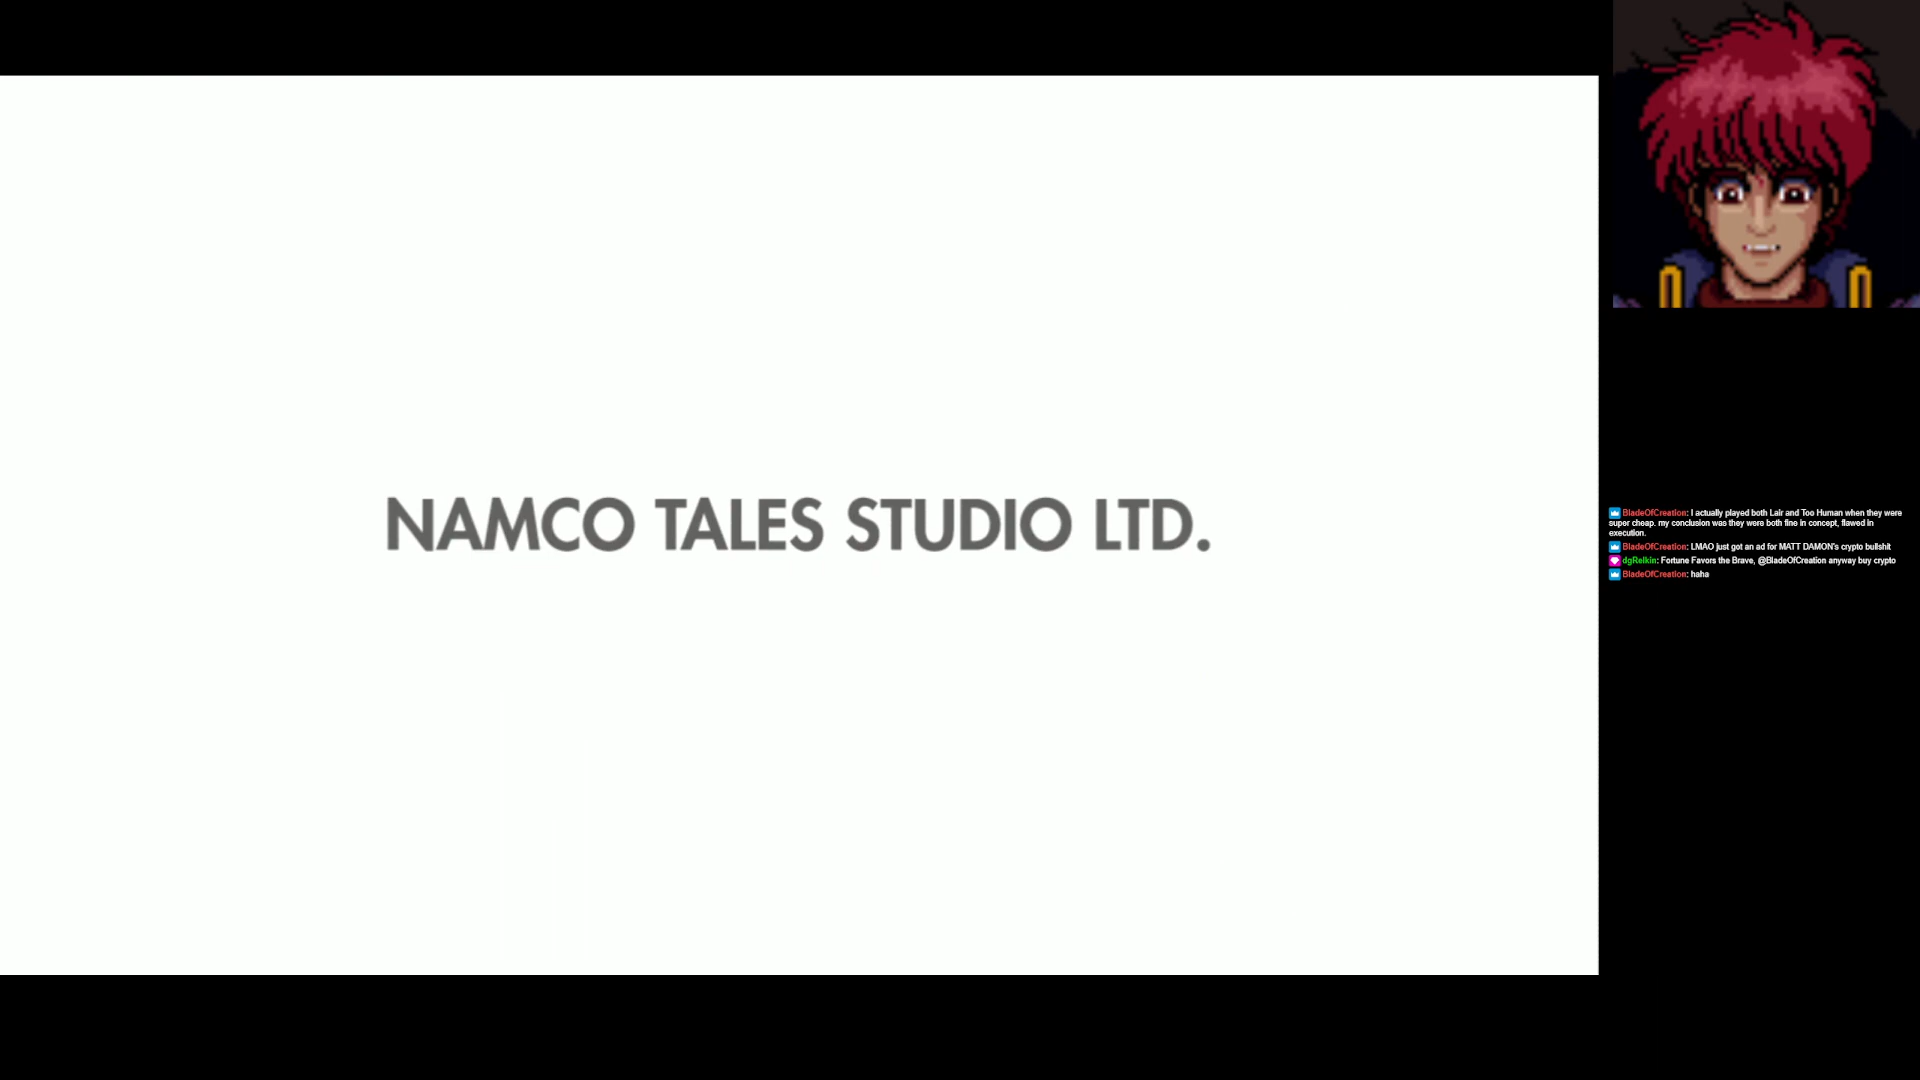 NAMCO TALES STUDIO LTD.
BladeOfCreation: I actually played both Lair and Too Human when they were
super cheap. my conclusion was they were both fine in concept, flawed in
execution.
BladeOfCreation: LMAO just got an ad for MATT DAMON's crypto bullshit
dgRelkin: Fortune Favors the Brave, @BladeOfCreation anyway buy crypto
BladeOfCreation: haha